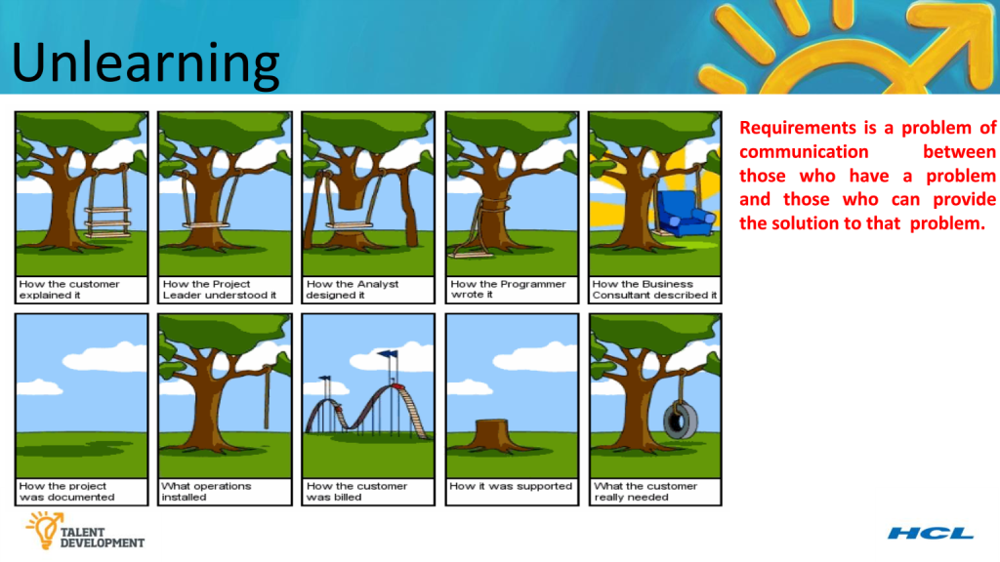 Unlearning
Requirements is a problem of
communication between
those who have a problem
and those who can provide
the solution to that problem.
How the customer
explained it
How the Project
Leader understood it
How the Analyst
designed it
How the Programmer
wrote it
How the Business
Consultant described it
How the project
was documented
What operations
installed
How the customer
was billed
How it was supported
What the customer
really needed
TALENT
DEVELOPMENT
HCL